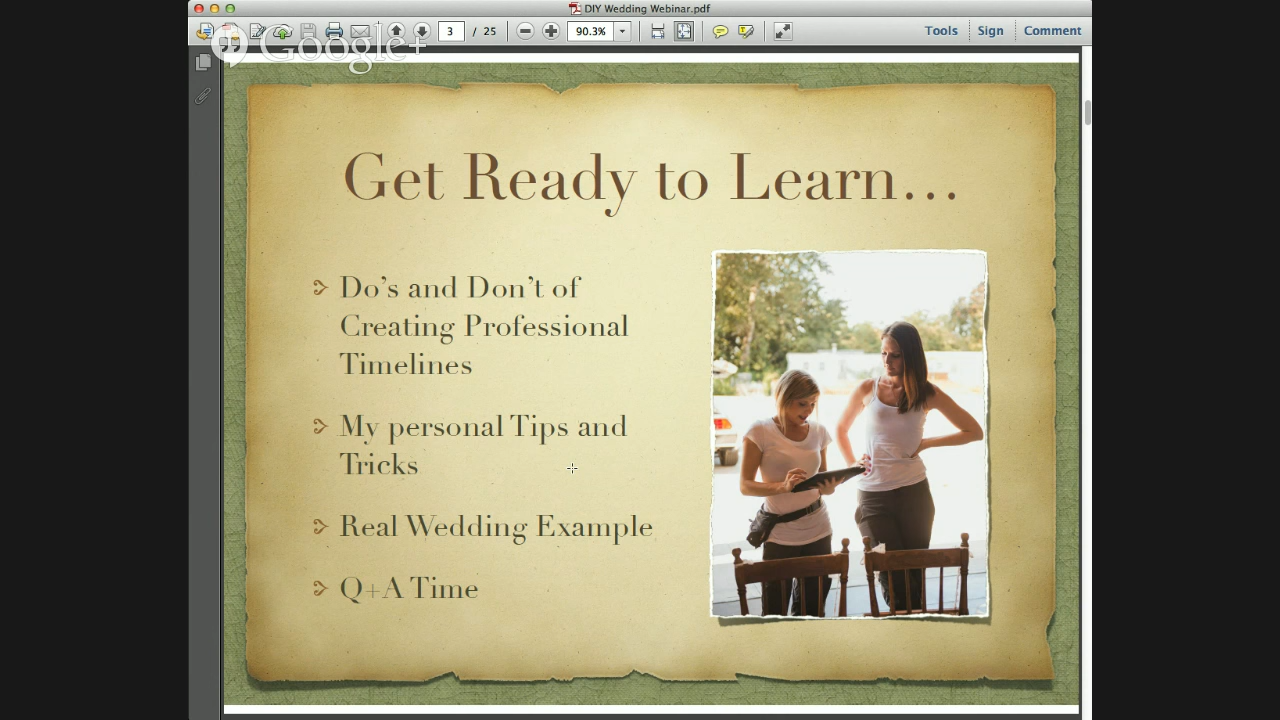 DIY Wedding Webinar.pdf
3 / 25
90.3%
Tools
Sign
Comment
Google+
Get Ready to Learn...
Do's and Don't of
Creating Professional
Timelines
My personal Tips and
Tricks
Real Wedding Example
Q+A Time